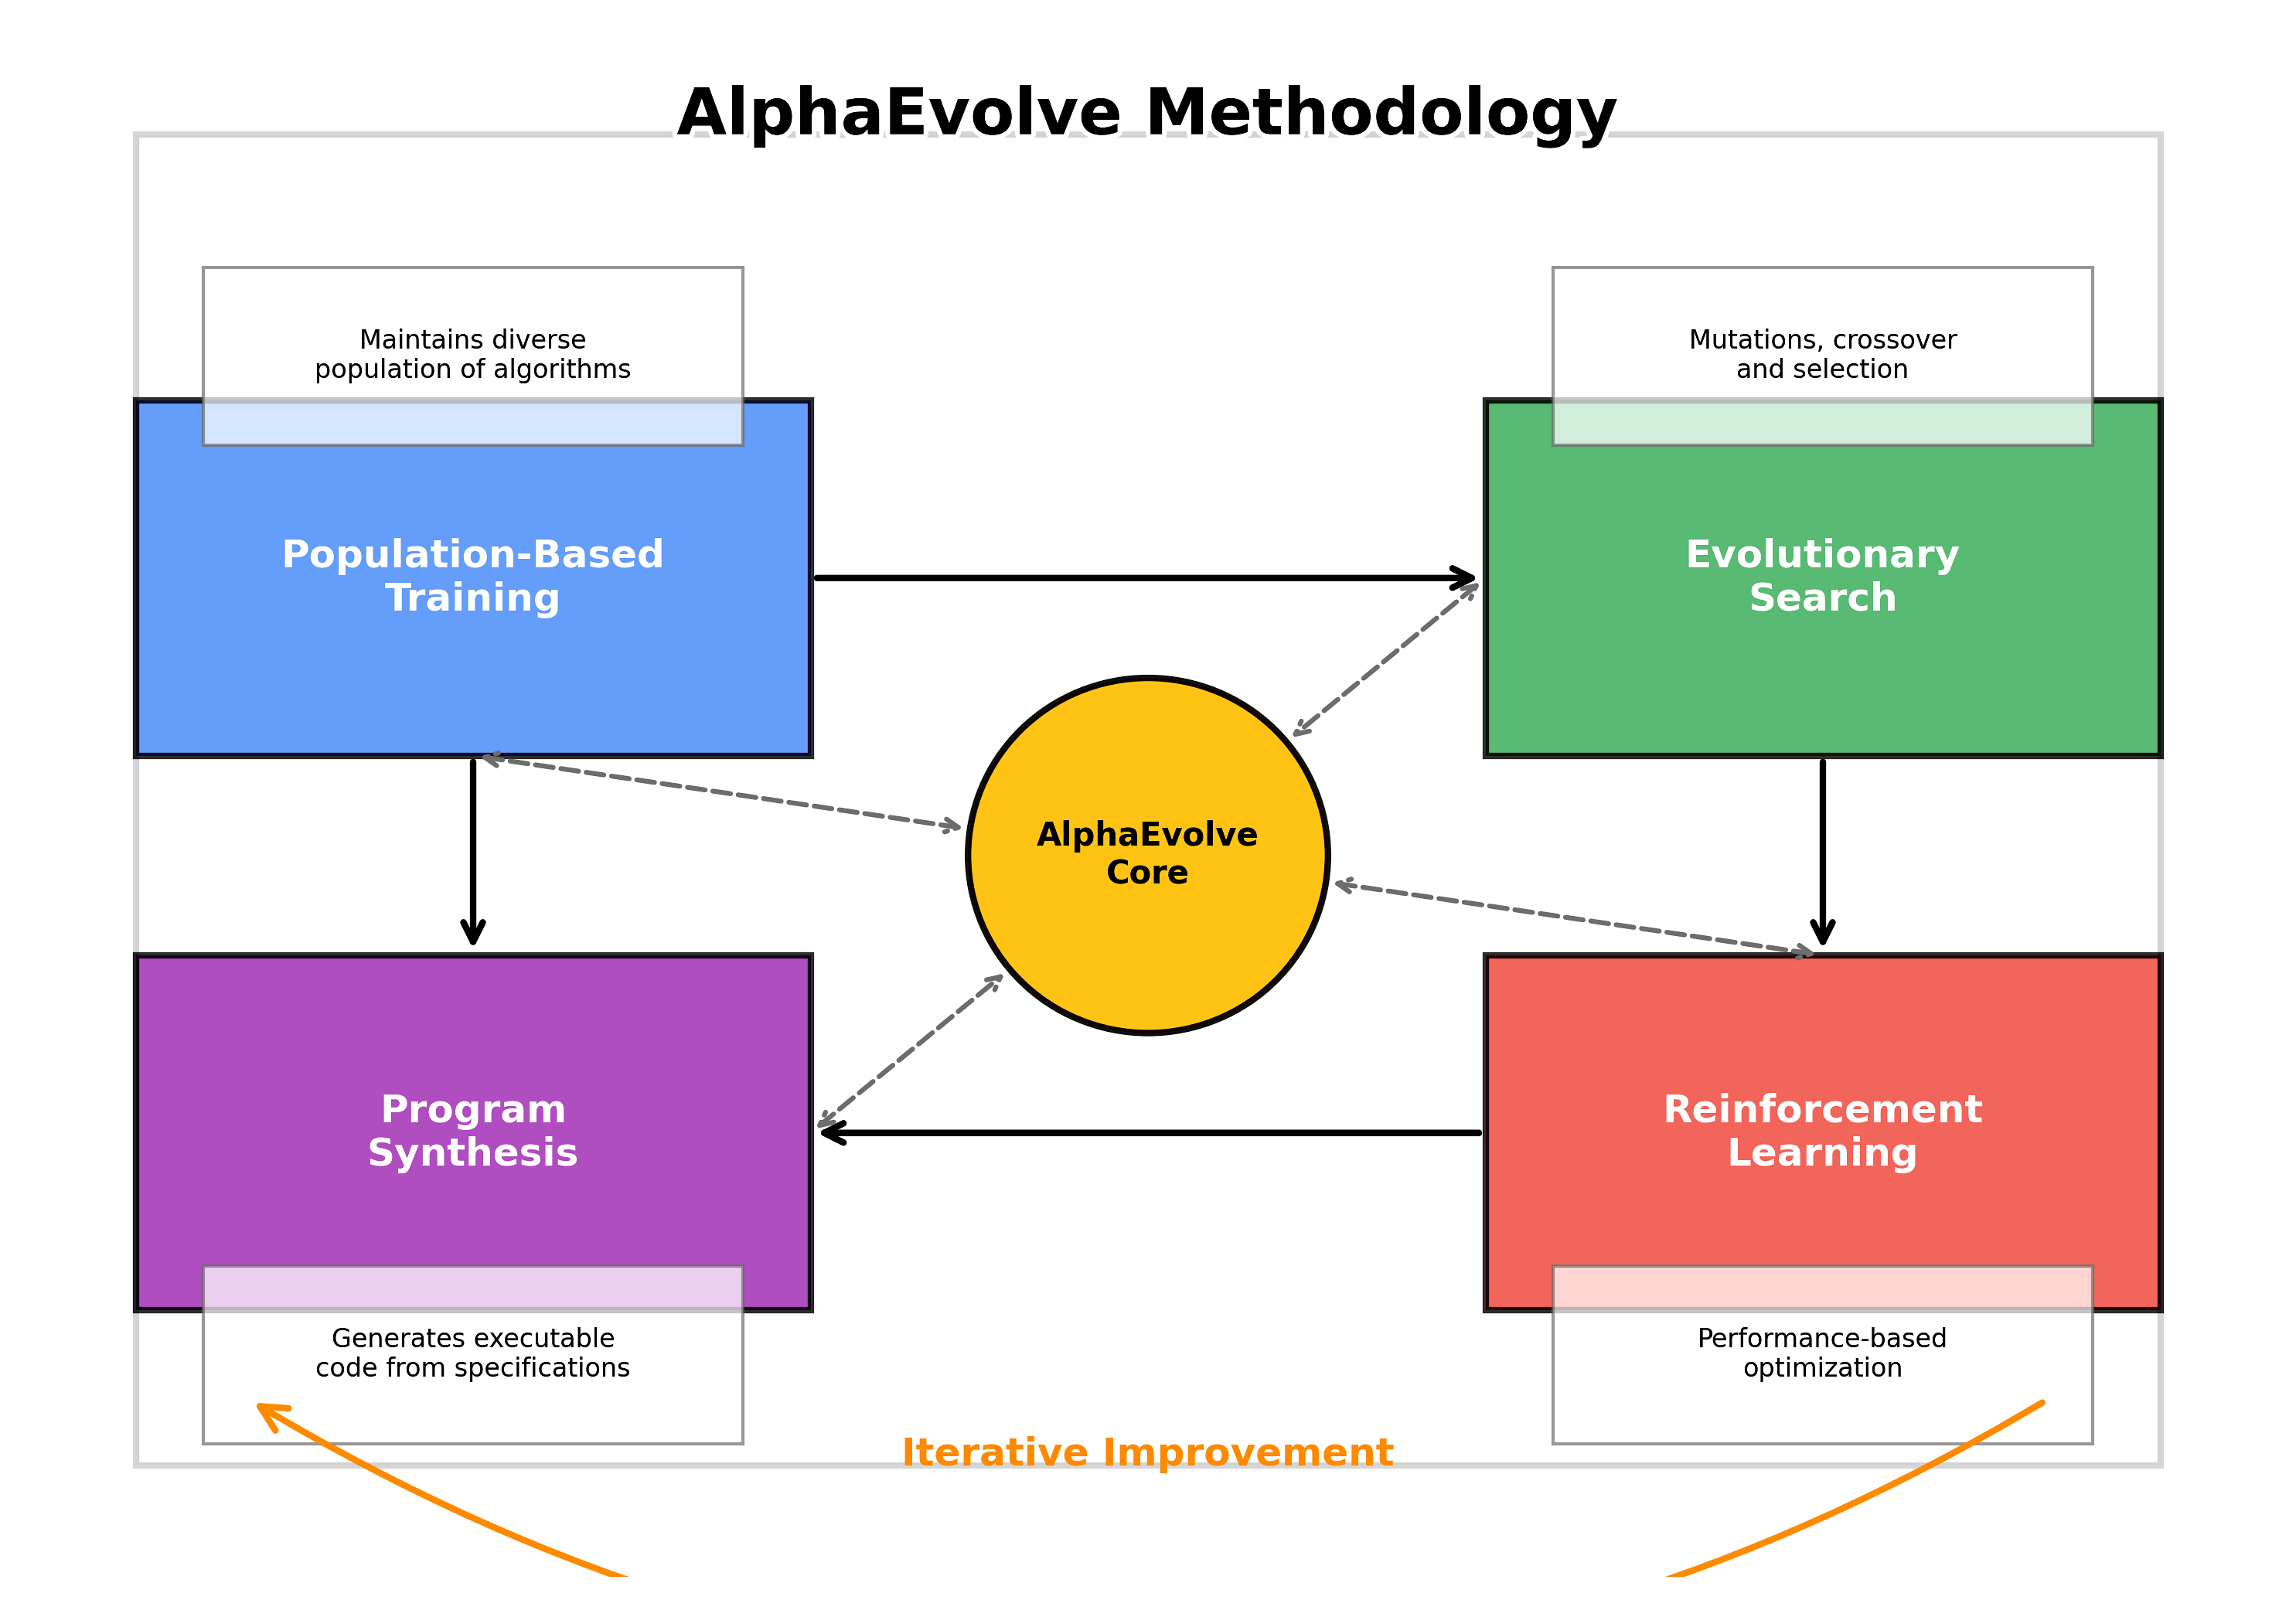 AlphaEvolve Methodology
Maintains diverse
population of algorithms
Mutations, crossover
and selection
Population-Based
Training
Evolutionary
Search
AlphaEvolve
Core
Program
Synthesis
Reinforcement
Learning
Generates executable
code from specifications
Performance-based
optimization
Iterative Improvement